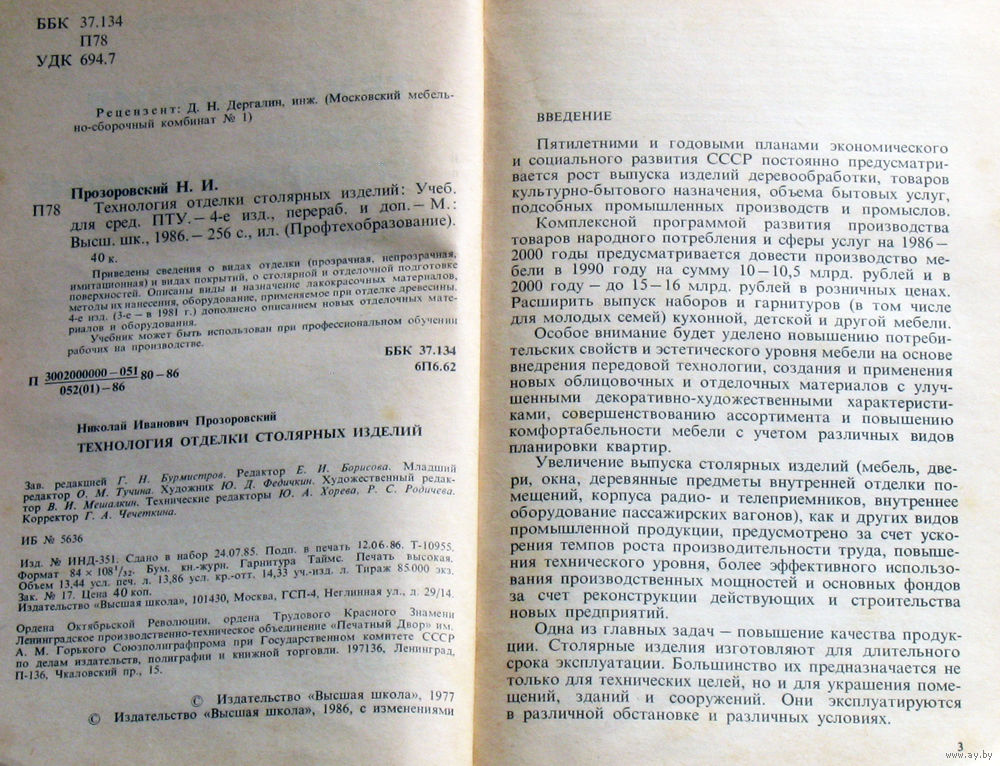 ББК 37.134
П78
УДК 694.7
Рецензент: Д. Н. Дергалин, инж. (Московский мебель-
но-сборочный комбинат № 1)
Прозоровский Н. И.
П78 Технология отделки столярных изделий: Учеб.
для сред. ПТУ. – 4-е изд., перераб. и доп. – М.:
Высш. шк., 1986. – 256 с., ил. (Профтехобразование).
40 к.
Приведены сведения о видах отделки (прозрачная, непрозрачная,
имитационная) и видах покрытий, о столярной и отделочной подготовке
поверхностей. Описаны виды и назначение лакокрасочных материалов,
методы их нанесения, оборудование, применяемое при отделке древесины.
4-е изд. (3-е – в 1981 г.) дополнено описанием новых отделочных мате-
риалов и оборудования.
Учебник может быть использован при профессиональном обучении
рабочих на производстве.
П 3002000000 – 051
052(01) – 86
80 – 86
ББК 37.134
6П6.62
Николай Иванович Прозоровский
ТЕХНОЛОГИЯ ОТДЕЛКИ СТОЛЯРНЫХ ИЗДЕЛИЙ
Зав. редакцией Г. Н. Бурмистров. Редактор Е. И. Борисова. Младший
редактор О. М. Тучина. Художник Ю. Д. Федичкин. Художественный редак-
тор В. И. Мешалкин. Технические редакторы Ю. А. Хорева, Р. С. Родичева.
Корректор Г. А. Чечеткина.
ИБ № 5636
Изд. № ИНД-351. Сдано в набор 24.07.85. Подп. в печать 12.06.86. Т-10955.
Формат 84 × 108 1/32. Бум. кн.-журн. Гарнитура Таймс. Печать высокая.
Объем 13,44 усл. печ. л. 13,86 усл. кр.-отт. 14,33 уч.-изд. л. Тираж 85 000 экз.
Зак. № 17. Цена 40 коп.
Издательство «Высшая школа», 101430, Москва, ГСП-4, Неглинная ул., д. 29/14.
Ордена Октябрьской Революции, ордена Трудового Красного Знамени
Ленинградское производственно-техническое объединение «Печатный Двор» им.
А. М. Горького Союзполиграфпрома при Государственном комитете СССР
по делам издательств, полиграфии и книжной торговли. 197136, Ленинград,
П-136, Чкаловский пр., 15.
© Издательство «Высшая школа», 1977
© Издательство «Высшая школа», 1986, с изменениями
ВВЕДЕНИЕ
Пятилетними и годовыми планами экономического
и социального развития СССР постоянно предусматри-
вается рост выпуска изделий деревообработки, товаров
культурно-бытового назначения, объема бытовых услуг,
подсобных промышленных производств и промыслов.
Комплексной программой развития производства
товаров народного потребления и сферы услуг на 1986 –
2000 годы предусматривается довести производство ме-
бели в 1990 году на сумму 10 – 10,5 млрд. рублей и в
2000 году – до 15 – 16 млрд. рублей в розничных ценах.
Расширить выпуск наборов и гарнитуров (в том числе
для молодых семей) кухонной, детской и другой мебели.
Особое внимание будет уделено повышению потреби-
тельских свойств и эстетического уровня мебели на основе
внедрения передовой технологии, создания и применения
новых облицовочных и отделочных материалов с улуч-
шенными декоративно-художественными характеристи-
ками, совершенствованию ассортимента и повышению
комфортабельности мебели с учетом различных видов
планировки квартир.
Увеличение выпуска столярных изделий (мебель, две-
ри, окна, деревянные предметы внутренней отделки по-
мещений, корпуса радио- и телеприемников, внутреннее
оборудование пассажирских вагонов), как и других видов
промышленной продукции, предусмотрено за счет уско-
рения темпов роста производительности труда, повыше-
ния технического уровня, более эффективного использо-
вания производственных мощностей и основных фондов
за счет реконструкции действующих и строительства
новых предприятий.
Одна из главных задач – повышение качества продук-
ции. Столярные изделия изготовляют для длительного
срока эксплуатации. Большинство их предназначается не
только для технических целей, но и для украшения поме-
щений, зданий и сооружений. Они эксплуатируются
в различной обстановке и различных условиях.
3
www.ay.by